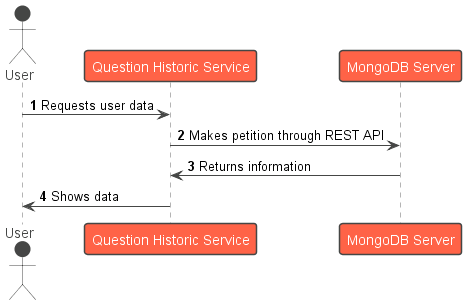 User
Question Historic Service
MongoDB Server
1 Requests user data
2 Makes petition through REST API
3 Returns information
4 Shows data
User
Question Historic Service
MongoDB Server